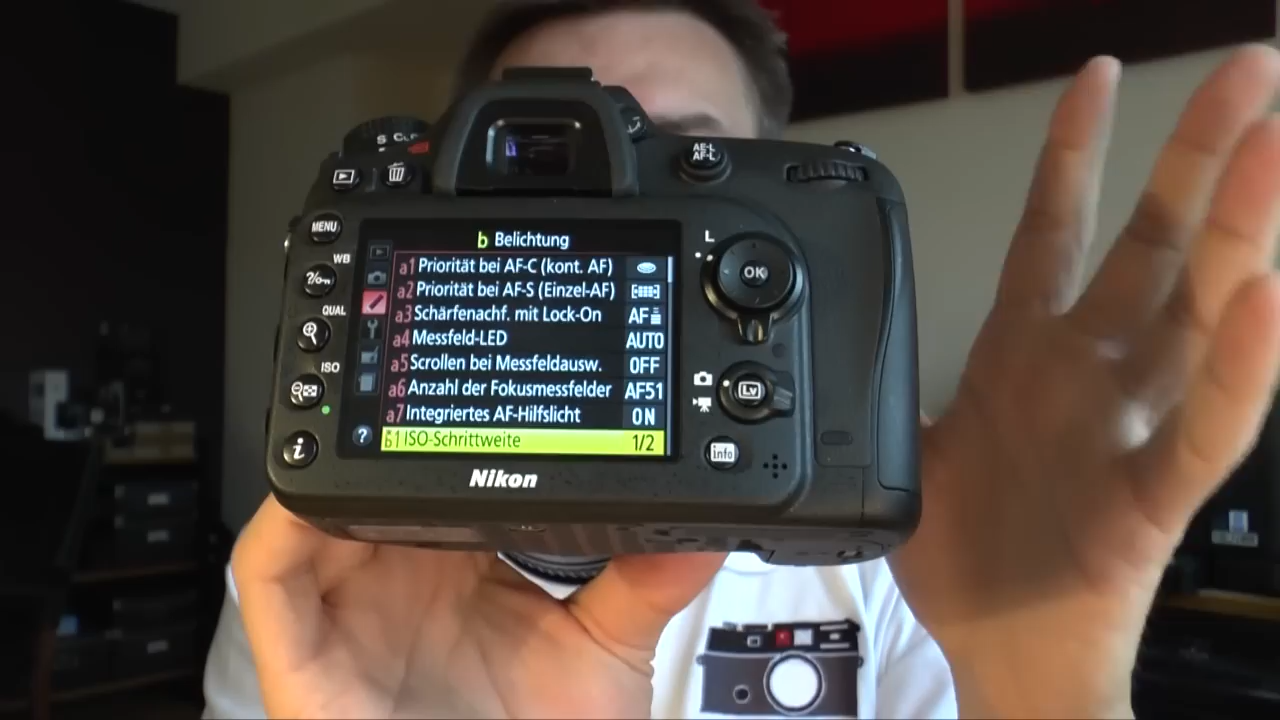 S CL
AE-L
AF-L
MENU
WB
?
QUAL
ISO
i
b Belichtung
a1 Priorität bei AF-C (kont. AF)
a2 Priorität bei AF-S (Einzel-AF)
a3 Schärfenachf. mit Lock-On AF
a4 Messfeld-LED AUTO
a5 Scrollen bei Messfeldausw. OFF
a6 Anzahl der Fokusmessfelder AF51
a7 Integriertes AF-Hilfslicht ON
b1 ISO-Schrittweite 1/2
?
L
OK
Lv
info
Nikon